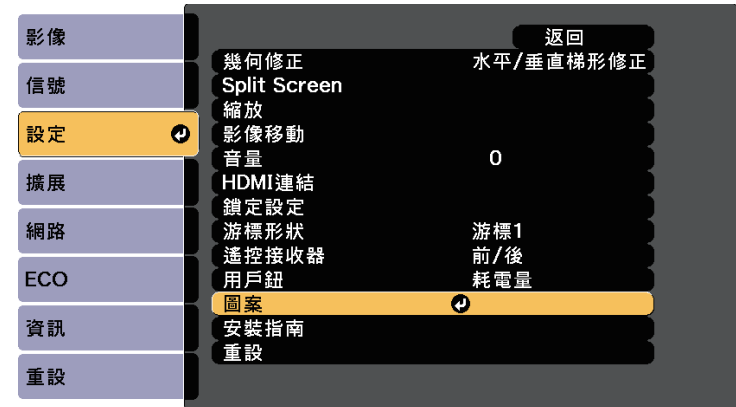 影像
信號
設定
擴展
網路
ECO
資訊
重設
返回
幾何修正 水平/垂直梯形修正
Split Screen
縮放
影像移動
音量 0
HDMI連結
鎖定設定
游標形狀 游標1
遙控接收器 前/後
用戶鈕 耗電量
圖案
安裝指南
重設